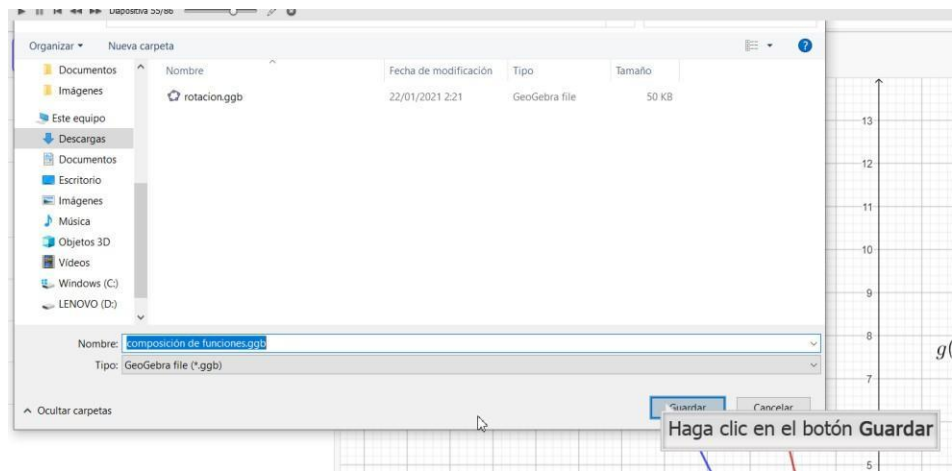 Diapositiva 55/86
Organizar Nueva carpeta
Documentos
Imágenes
Este equipo
Descargas
Documentos
Escritorio
Imágenes
Música
Objetos 3D
Vídeos
Windows (C:)
LENOVO (D:)
Nombre Fecha de modificación Tipo Tamaño
rotacion.ggb 22/01/2021 2:21 GeoGebra file 50 KB
Nombre: composición de funciones.ggb
Tipo: GeoGebra file (*.ggb)
Ocultar carpetas
Guardar Cancelar
Haga clic en el botón Guardar
13
12
11
10
9
8
g(
7
5